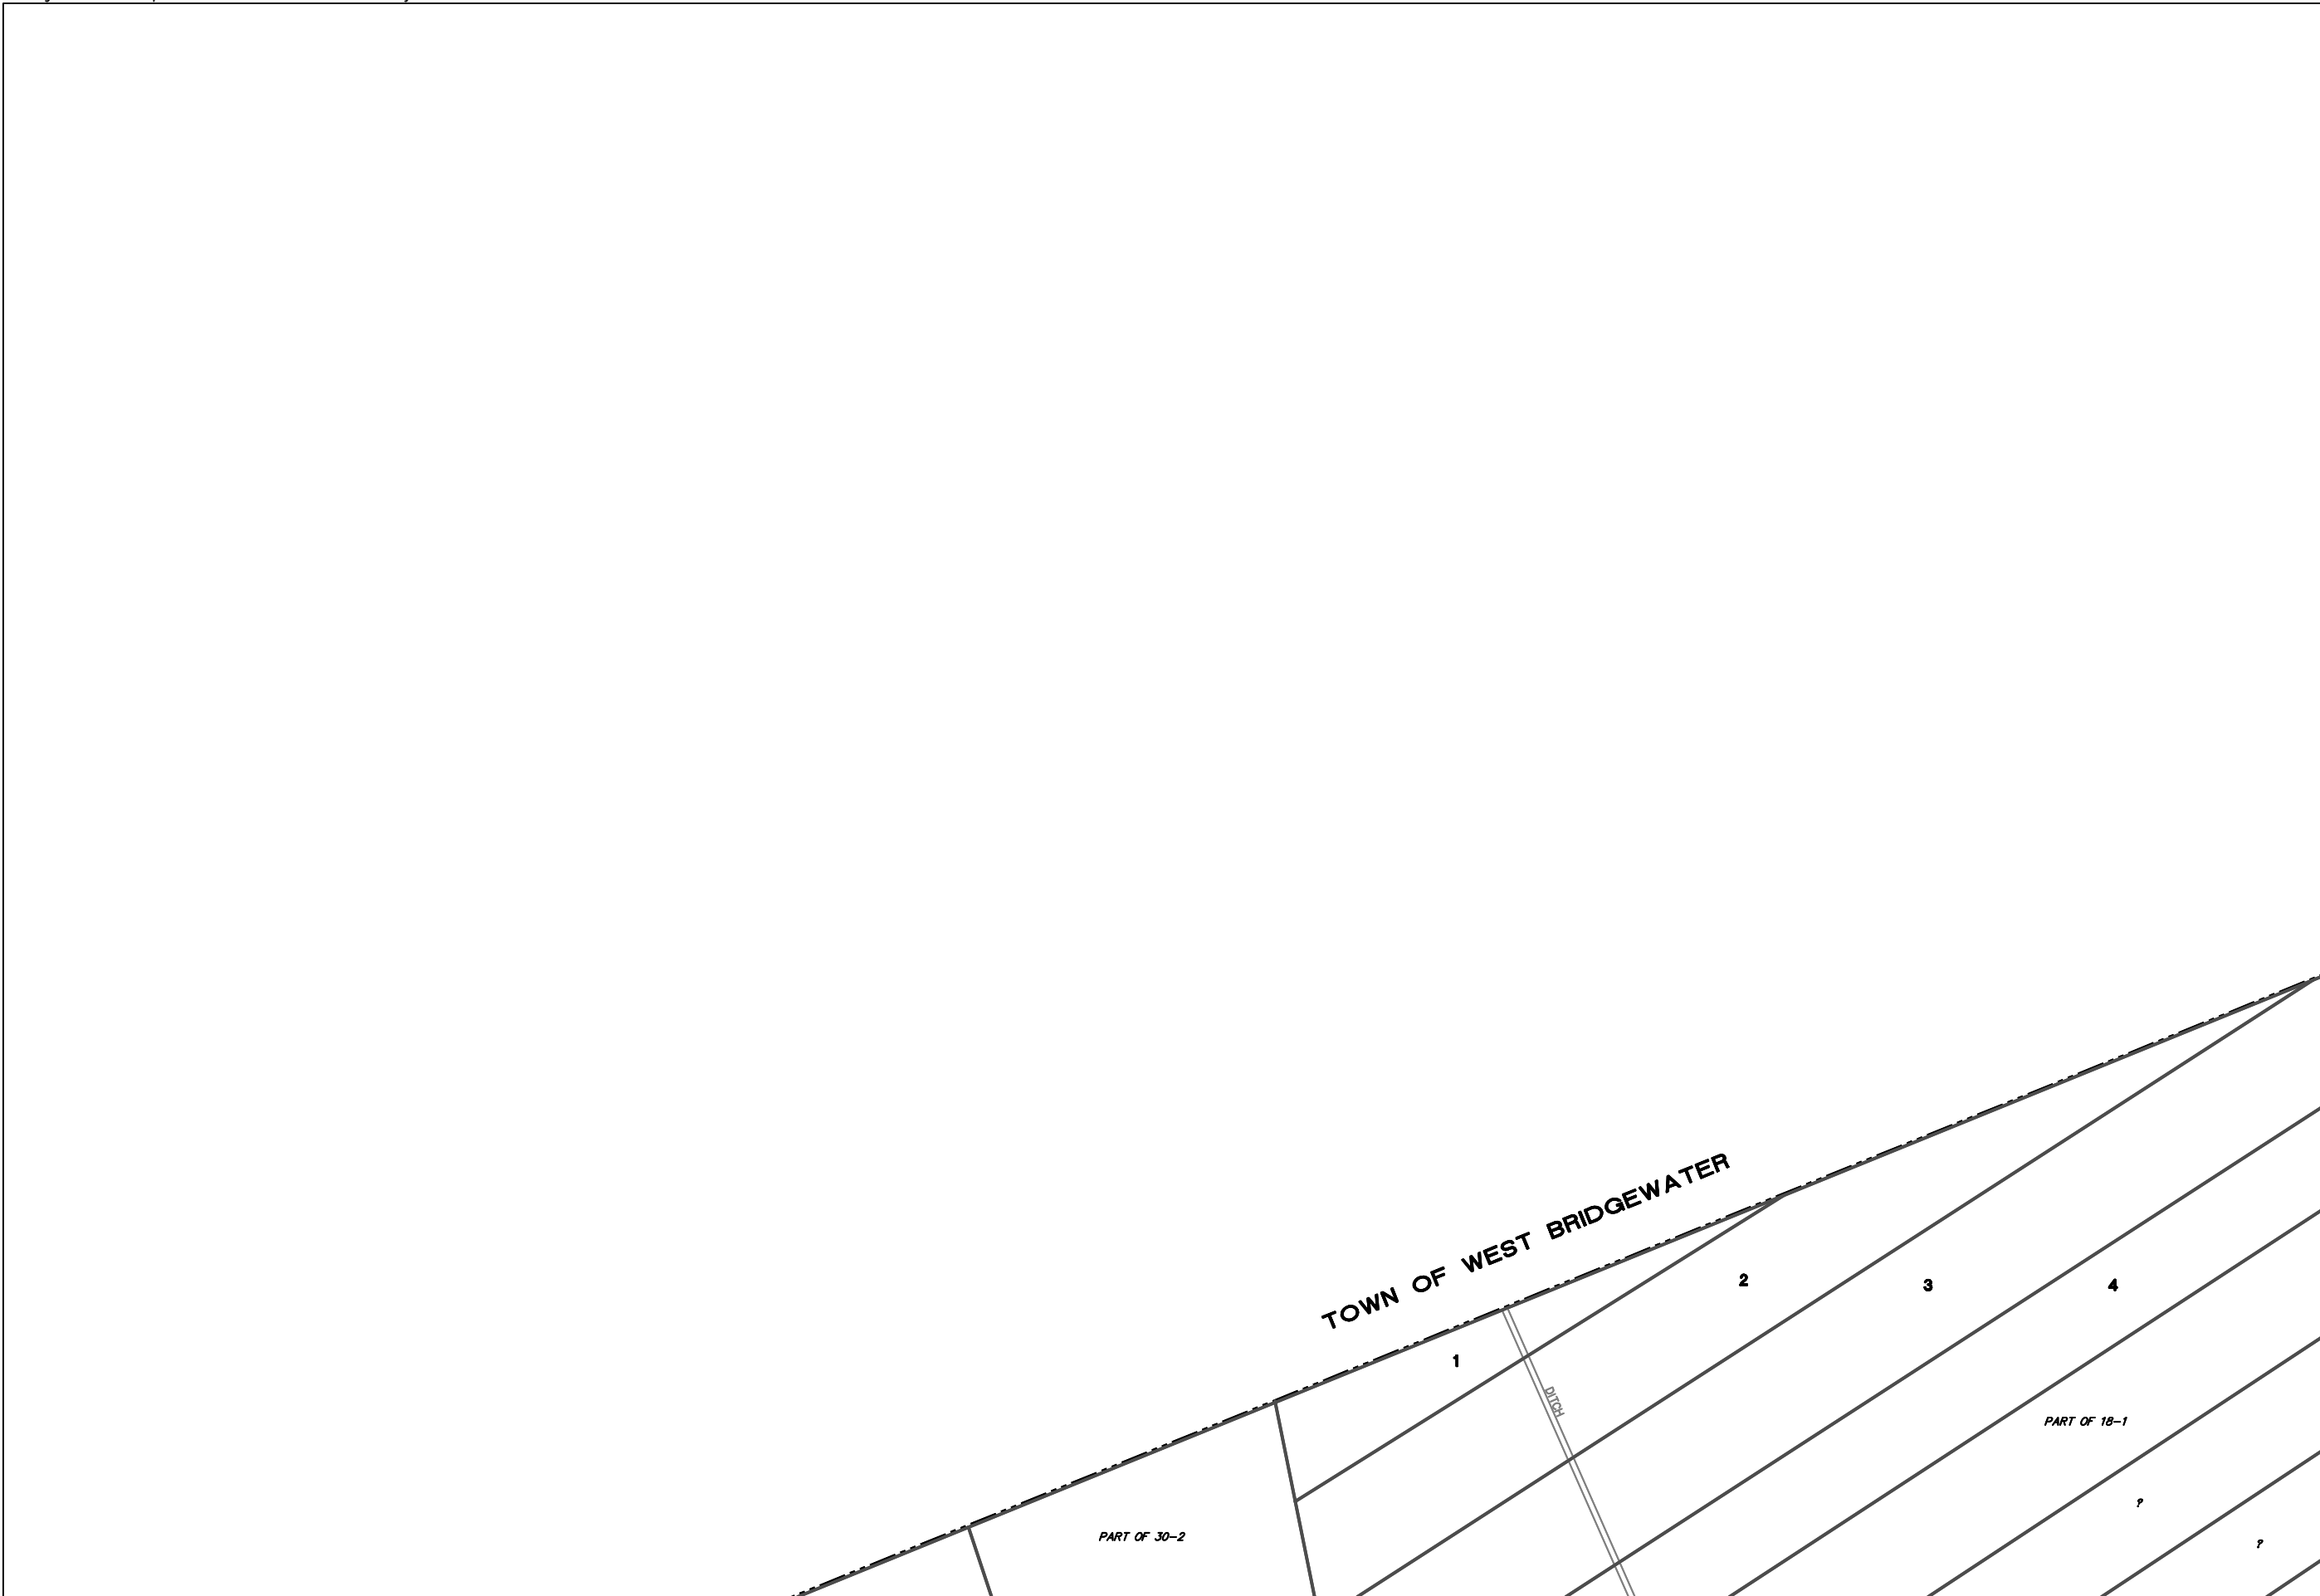 TOWN OF WEST BRIDGEWATER
2
3
4
1
DITCH
PART OF 18-1
?
PART OF 30-2
?